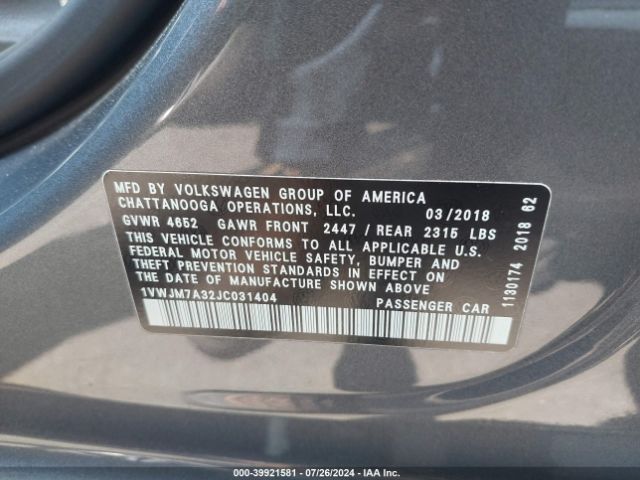 MFD BY VOLKSWAGEN GROUP OF AMERICA
CHATTANOOGA OPERATIONS, LLC. 03/2018
GVWR 4652 GAWR FRONT 2447 / REAR 2315 LBS
THIS VEHICLE CONFORMS TO ALL APPLICABLE U.S.
FEDERAL MOTOR VEHICLE SAFETY, BUMPER AND
THEFT PREVENTION STANDARDS IN EFFECT ON
THE DATE OF MANUFACTURE SHOWN ABOVE
1VWJM7A32JC031404 PASSENGER CAR
1130174 2018 62
000-39921581 - 07/26/2024 - IAA Inc.